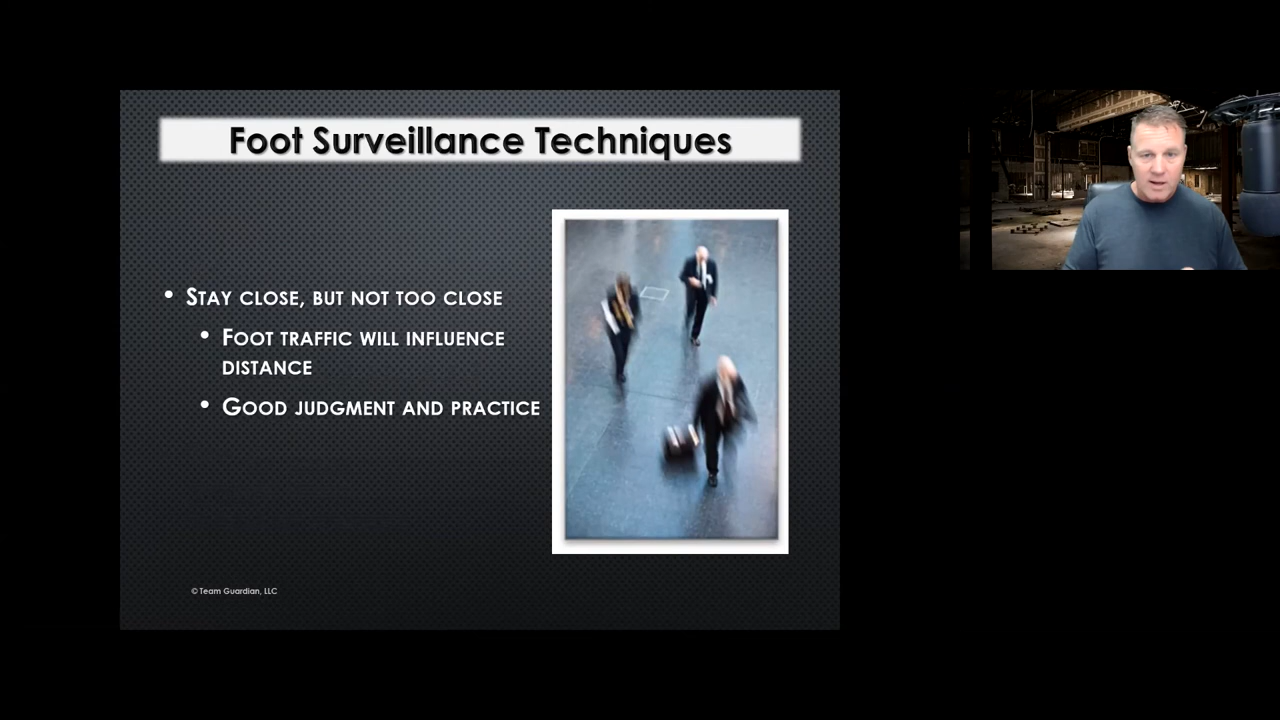 Foot Surveillance Techniques
• Stay close, but not too close
• Foot traffic will influence
distance
• Good judgment and practice
© Team Guardian, LLC